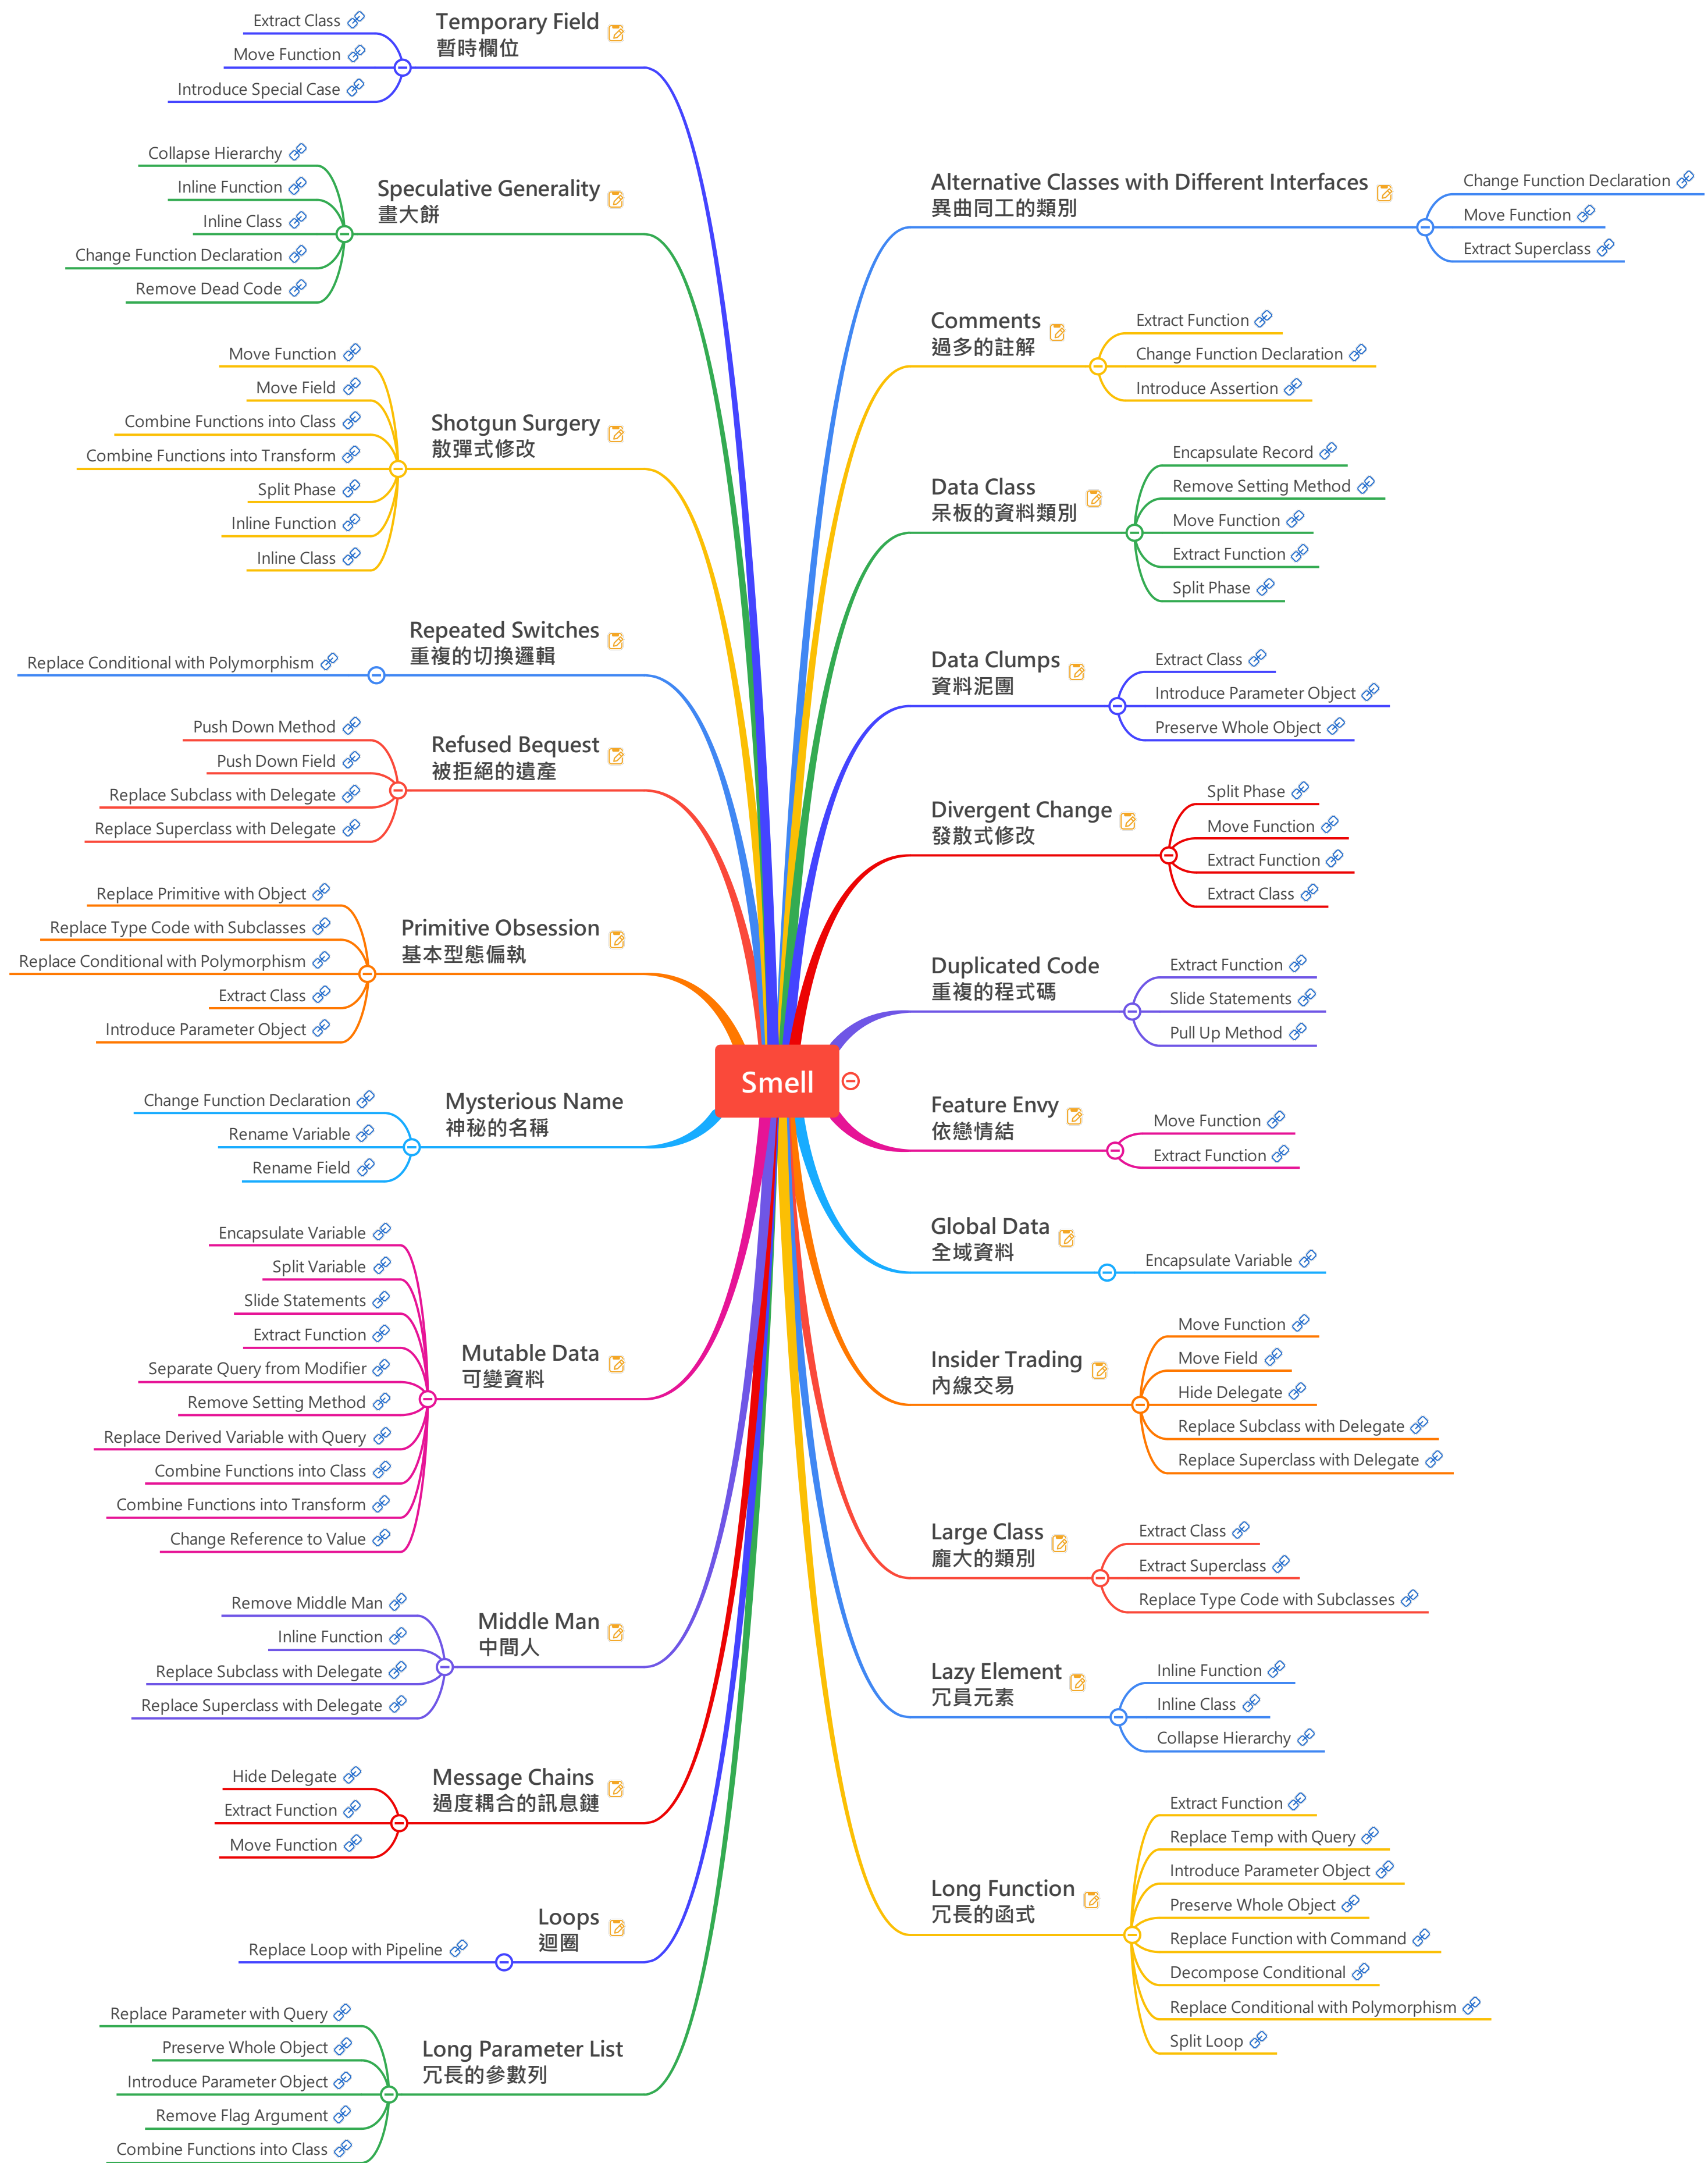 Smell
Temporary Field
暫時欄位
Extract Class
Move Function
Introduce Special Case
Speculative Generality
畫大餅
Collapse Hierarchy
Inline Function
Inline Class
Change Function Declaration
Remove Dead Code
Shotgun Surgery
散彈式修改
Move Function
Move Field
Combine Functions into Class
Combine Functions into Transform
Split Phase
Inline Function
Inline Class
Repeated Switches
重複的切換邏輯
Replace Conditional with Polymorphism
Refused Bequest
被拒絕的遺產
Push Down Method
Push Down Field
Replace Subclass with Delegate
Replace Superclass with Delegate
Primitive Obsession
基本型態偏執
Replace Primitive with Object
Replace Type Code with Subclasses
Replace Conditional with Polymorphism
Extract Class
Introduce Parameter Object
Mysterious Name
神秘的名稱
Change Function Declaration
Rename Variable
Rename Field
Mutable Data
可變資料
Encapsulate Variable
Split Variable
Slide Statements
Extract Function
Separate Query from Modifier
Remove Setting Method
Replace Derived Variable with Query
Combine Functions into Class
Combine Functions into Transform
Change Reference to Value
Middle Man
中間人
Remove Middle Man
Inline Function
Replace Subclass with Delegate
Replace Superclass with Delegate
Message Chains
過度耦合的訊息鏈
Hide Delegate
Extract Function
Move Function
Loops
迴圈
Replace Loop with Pipeline
Long Parameter List
冗長的參數列
Replace Parameter with Query
Preserve Whole Object
Introduce Parameter Object
Remove Flag Argument
Combine Functions into Class
Alternative Classes with Different Interfaces
異曲同工的類別
Change Function Declaration
Move Function
Extract Superclass
Comments
過多的註解
Extract Function
Change Function Declaration
Introduce Assertion
Data Class
呆板的資料類別
Encapsulate Record
Remove Setting Method
Move Function
Extract Function
Split Phase
Data Clumps
資料泥團
Extract Class
Introduce Parameter Object
Preserve Whole Object
Divergent Change
發散式修改
Split Phase
Move Function
Extract Function
Extract Class
Duplicated Code
重複的程式碼
Extract Function
Slide Statements
Pull Up Method
Feature Envy
依戀情結
Move Function
Extract Function
Global Data
全域資料
Encapsulate Variable
Insider Trading
內線交易
Move Function
Move Field
Hide Delegate
Replace Subclass with Delegate
Replace Superclass with Delegate
Large Class
龐大的類別
Extract Class
Extract Superclass
Replace Type Code with Subclasses
Lazy Element
冗員元素
Inline Function
Inline Class
Collapse Hierarchy
Long Function
冗長的函式
Extract Function
Replace Temp with Query
Introduce Parameter Object
Preserve Whole Object
Replace Function with Command
Decompose Conditional
Replace Conditional with Polymorphism
Split Loop